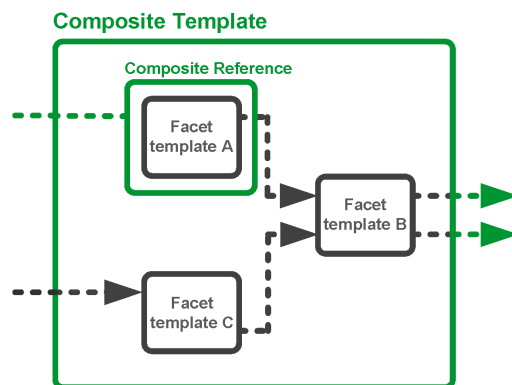 Composite Template
Composite Reference
Facet
template A
Facet
template B
Facet
template C